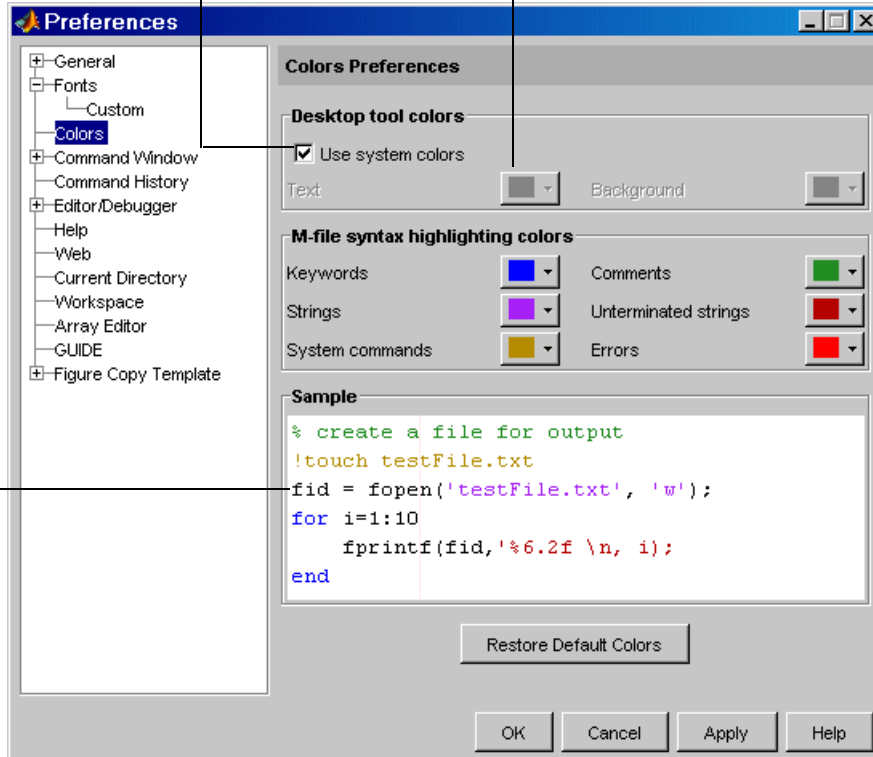 Preferences
General
Fonts
Custom
Colors
Command Window
Command History
Editor/Debugger
Help
Web
Current Directory
Workspace
Array Editor
GUIDE
Figure Copy Template
Colors Preferences
Desktop tool colors
Use system colors
Text Background
M-file syntax highlighting colors
Keywords Comments
Strings Unterminated strings
System commands Errors
Sample
% create a file for output
!touch testFile.txt
fid = fopen('testFile.txt', 'w');
for i=1:10
    fprintf(fid,'%6.2f \n, i);
end
Restore Default Colors
OK Cancel Apply Help